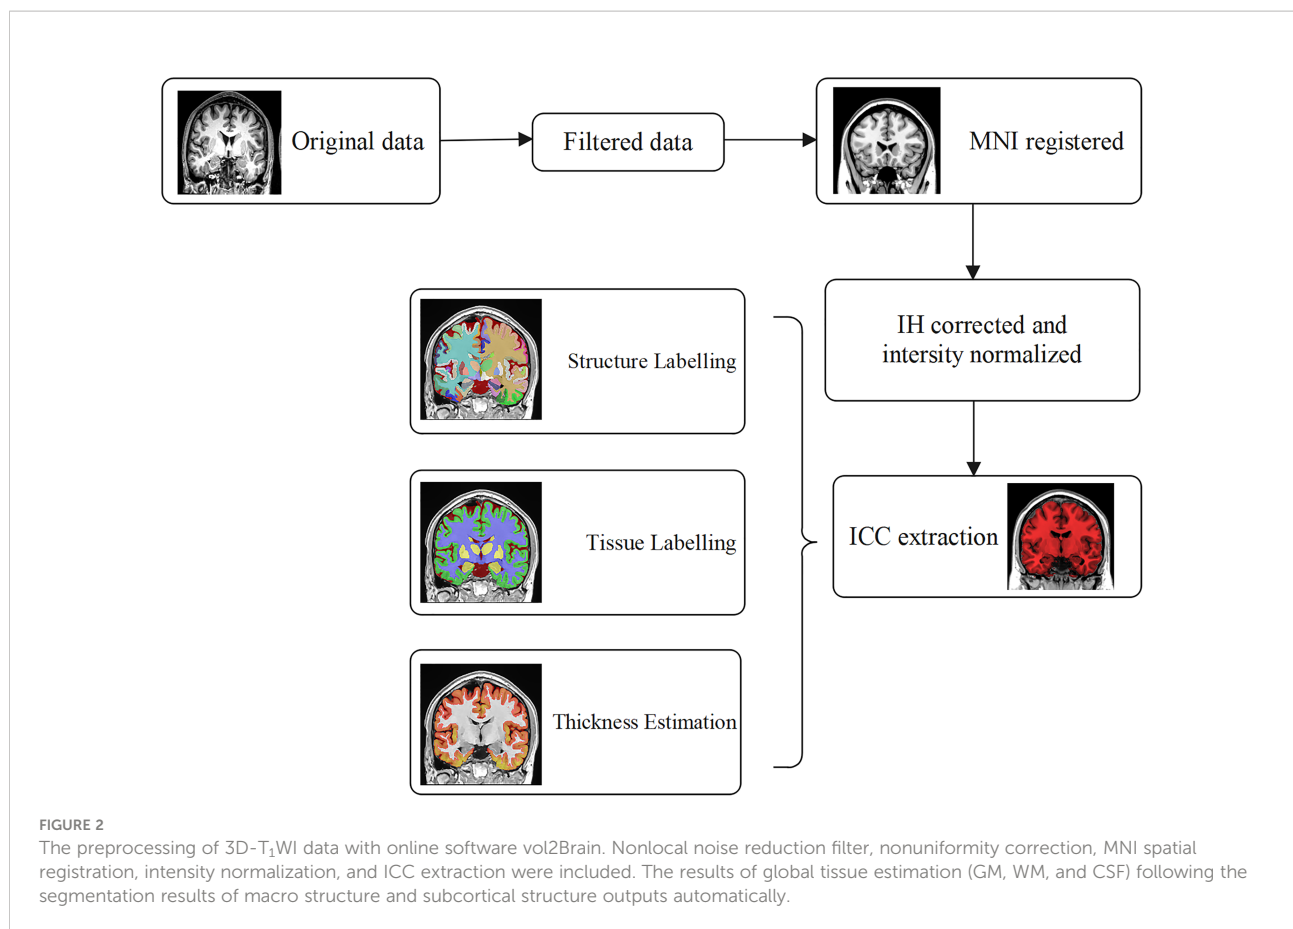 Original data
Filtered data
MNI registered
IH corrected and
intersity normalized
ICC extraction
Structure Labelling
Tissue Labelling
Thickness Estimation
FIGURE 2
The preprocessing of 3D-T₁WI data with online software vol2Brain. Nonlocal noise reduction filter, nonuniformity correction, MNI spatial
registration, intensity normalization, and ICC extraction were included. The results of global tissue estimation (GM, WM, and CSF) following the
segmentation results of macro structure and subcortical structure outputs automatically.